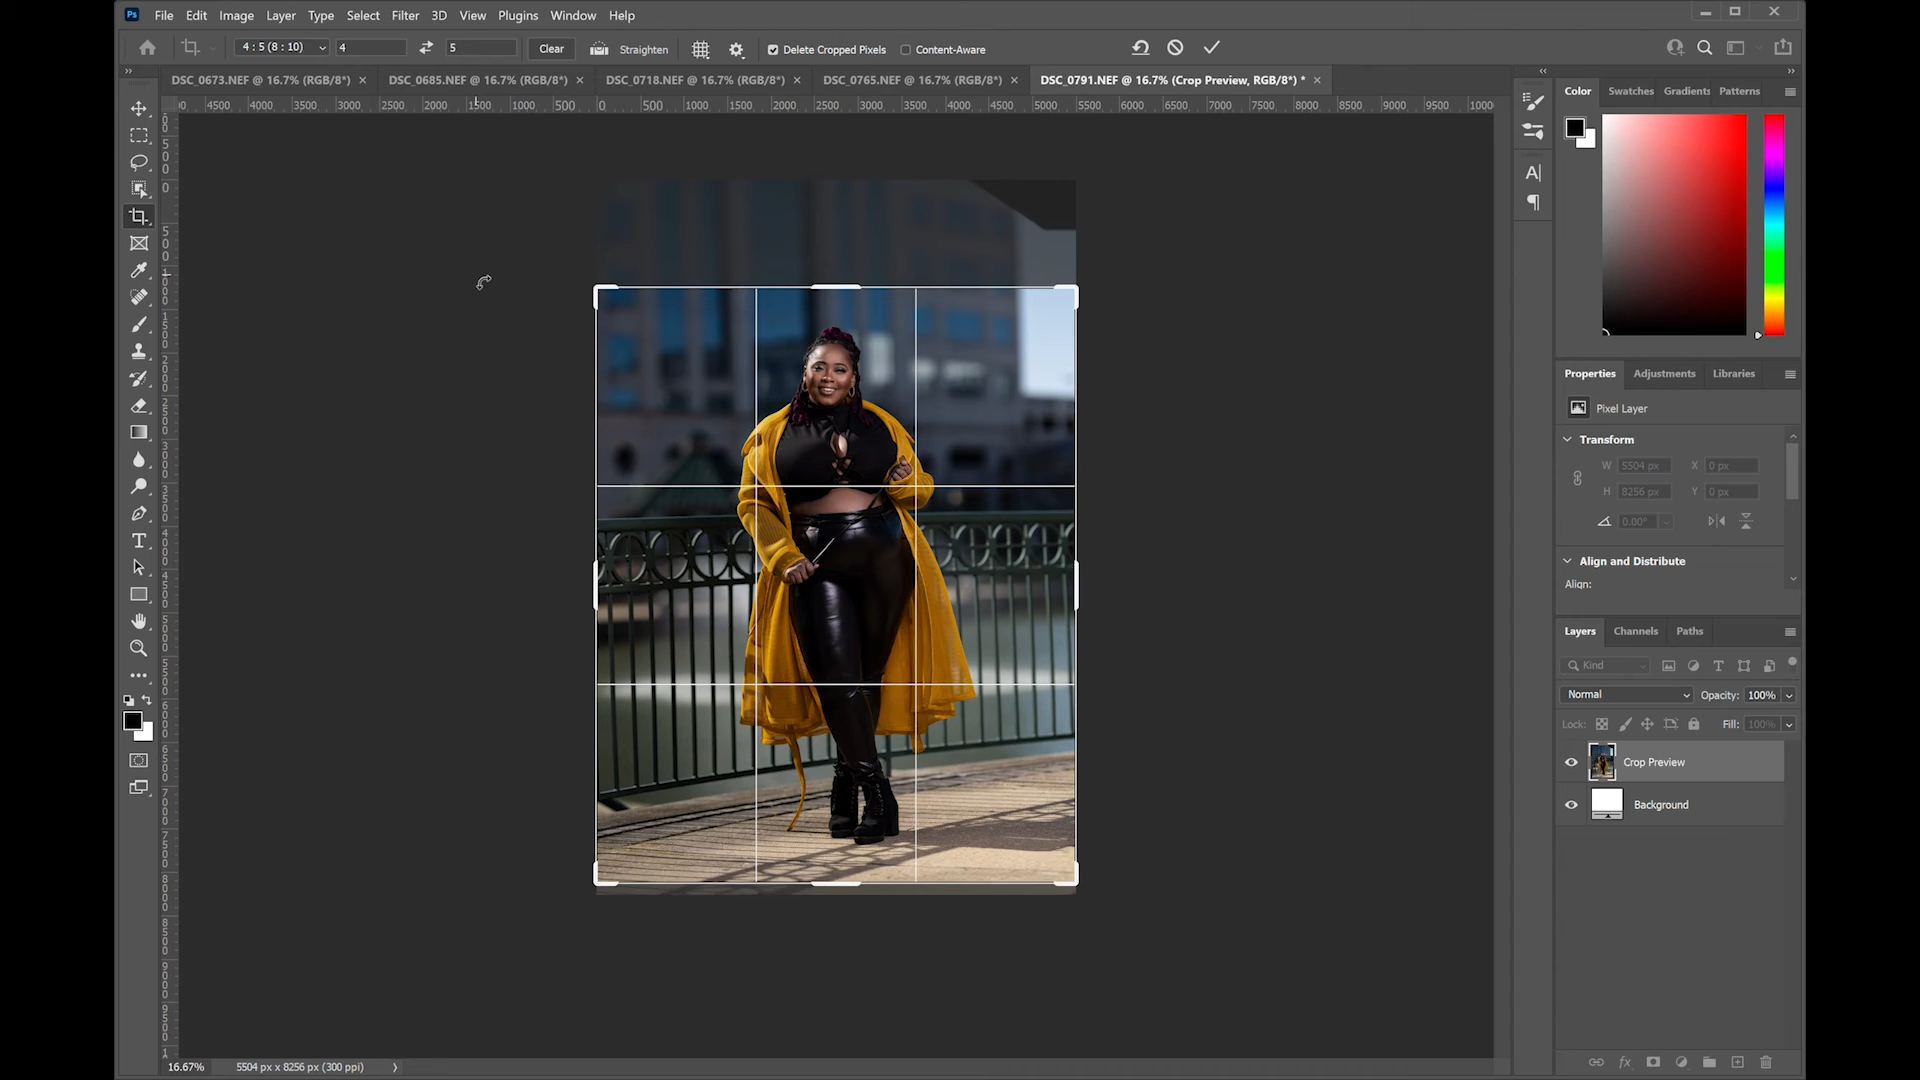 Ps File Edit Image Layer Type Select Filter 3D View Plugins Window Help
4 : 5 (8 : 10) 4 5 Clear Straighten Delete Cropped Pixels Content-Aware
DSC_0673.NEF @ 16.7% (RGB/8*) DSC_0685.NEF @ 16.7% (RGB/8*) DSC_0718.NEF @ 16.7% (RGB/8*) DSC_0765.NEF @ 16.7% (RGB/8*) DSC_0791.NEF @ 16.7% (Crop Preview, RGB/8*) *
4500 4000 3500 3000 2500 2000 1500 1000 500 0 500 1000 1500 2000 2500 3000 3500 4000 4500 5000 5500 6000 6500 7000 7500 8000 8500 9000 9500 1000
Color Swatches Gradients Patterns
Properties Adjustments Libraries
Pixel Layer
Transform
W 5504 px X 0 px
H 8256 px Y 0 px
0.00°
Align and Distribute
Align:
Layers Channels Paths
Kind
Normal Opacity: 100%
Lock: Fill: 100%
Crop Preview
Background
16.67% 5504 px x 8256 px (300 ppi)